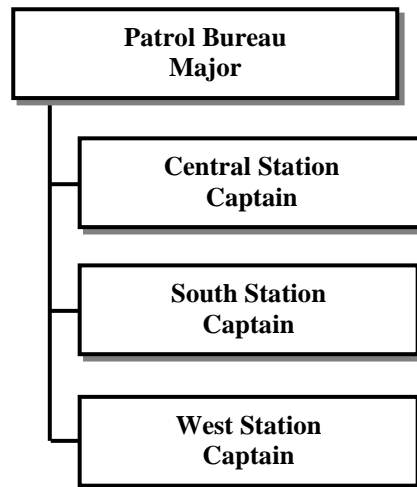 Patrol Bureau
Major
Central Station
Captain
South Station
Captain
West Station
Captain